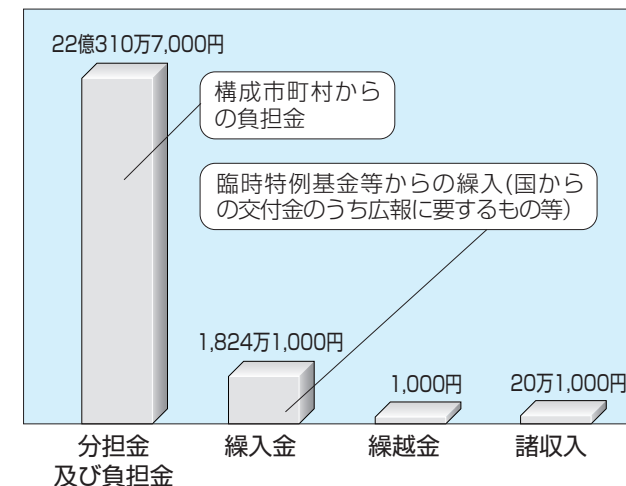 22億310万7,000円
構成市町村から
の負担金
臨時特例基金等からの繰入(国から
の交付金のうち広報に要するもの等）
1,824万1,000円
1,000円
20万1,000円
分担金
及び負担金
繰入金
繰越金
諸収入